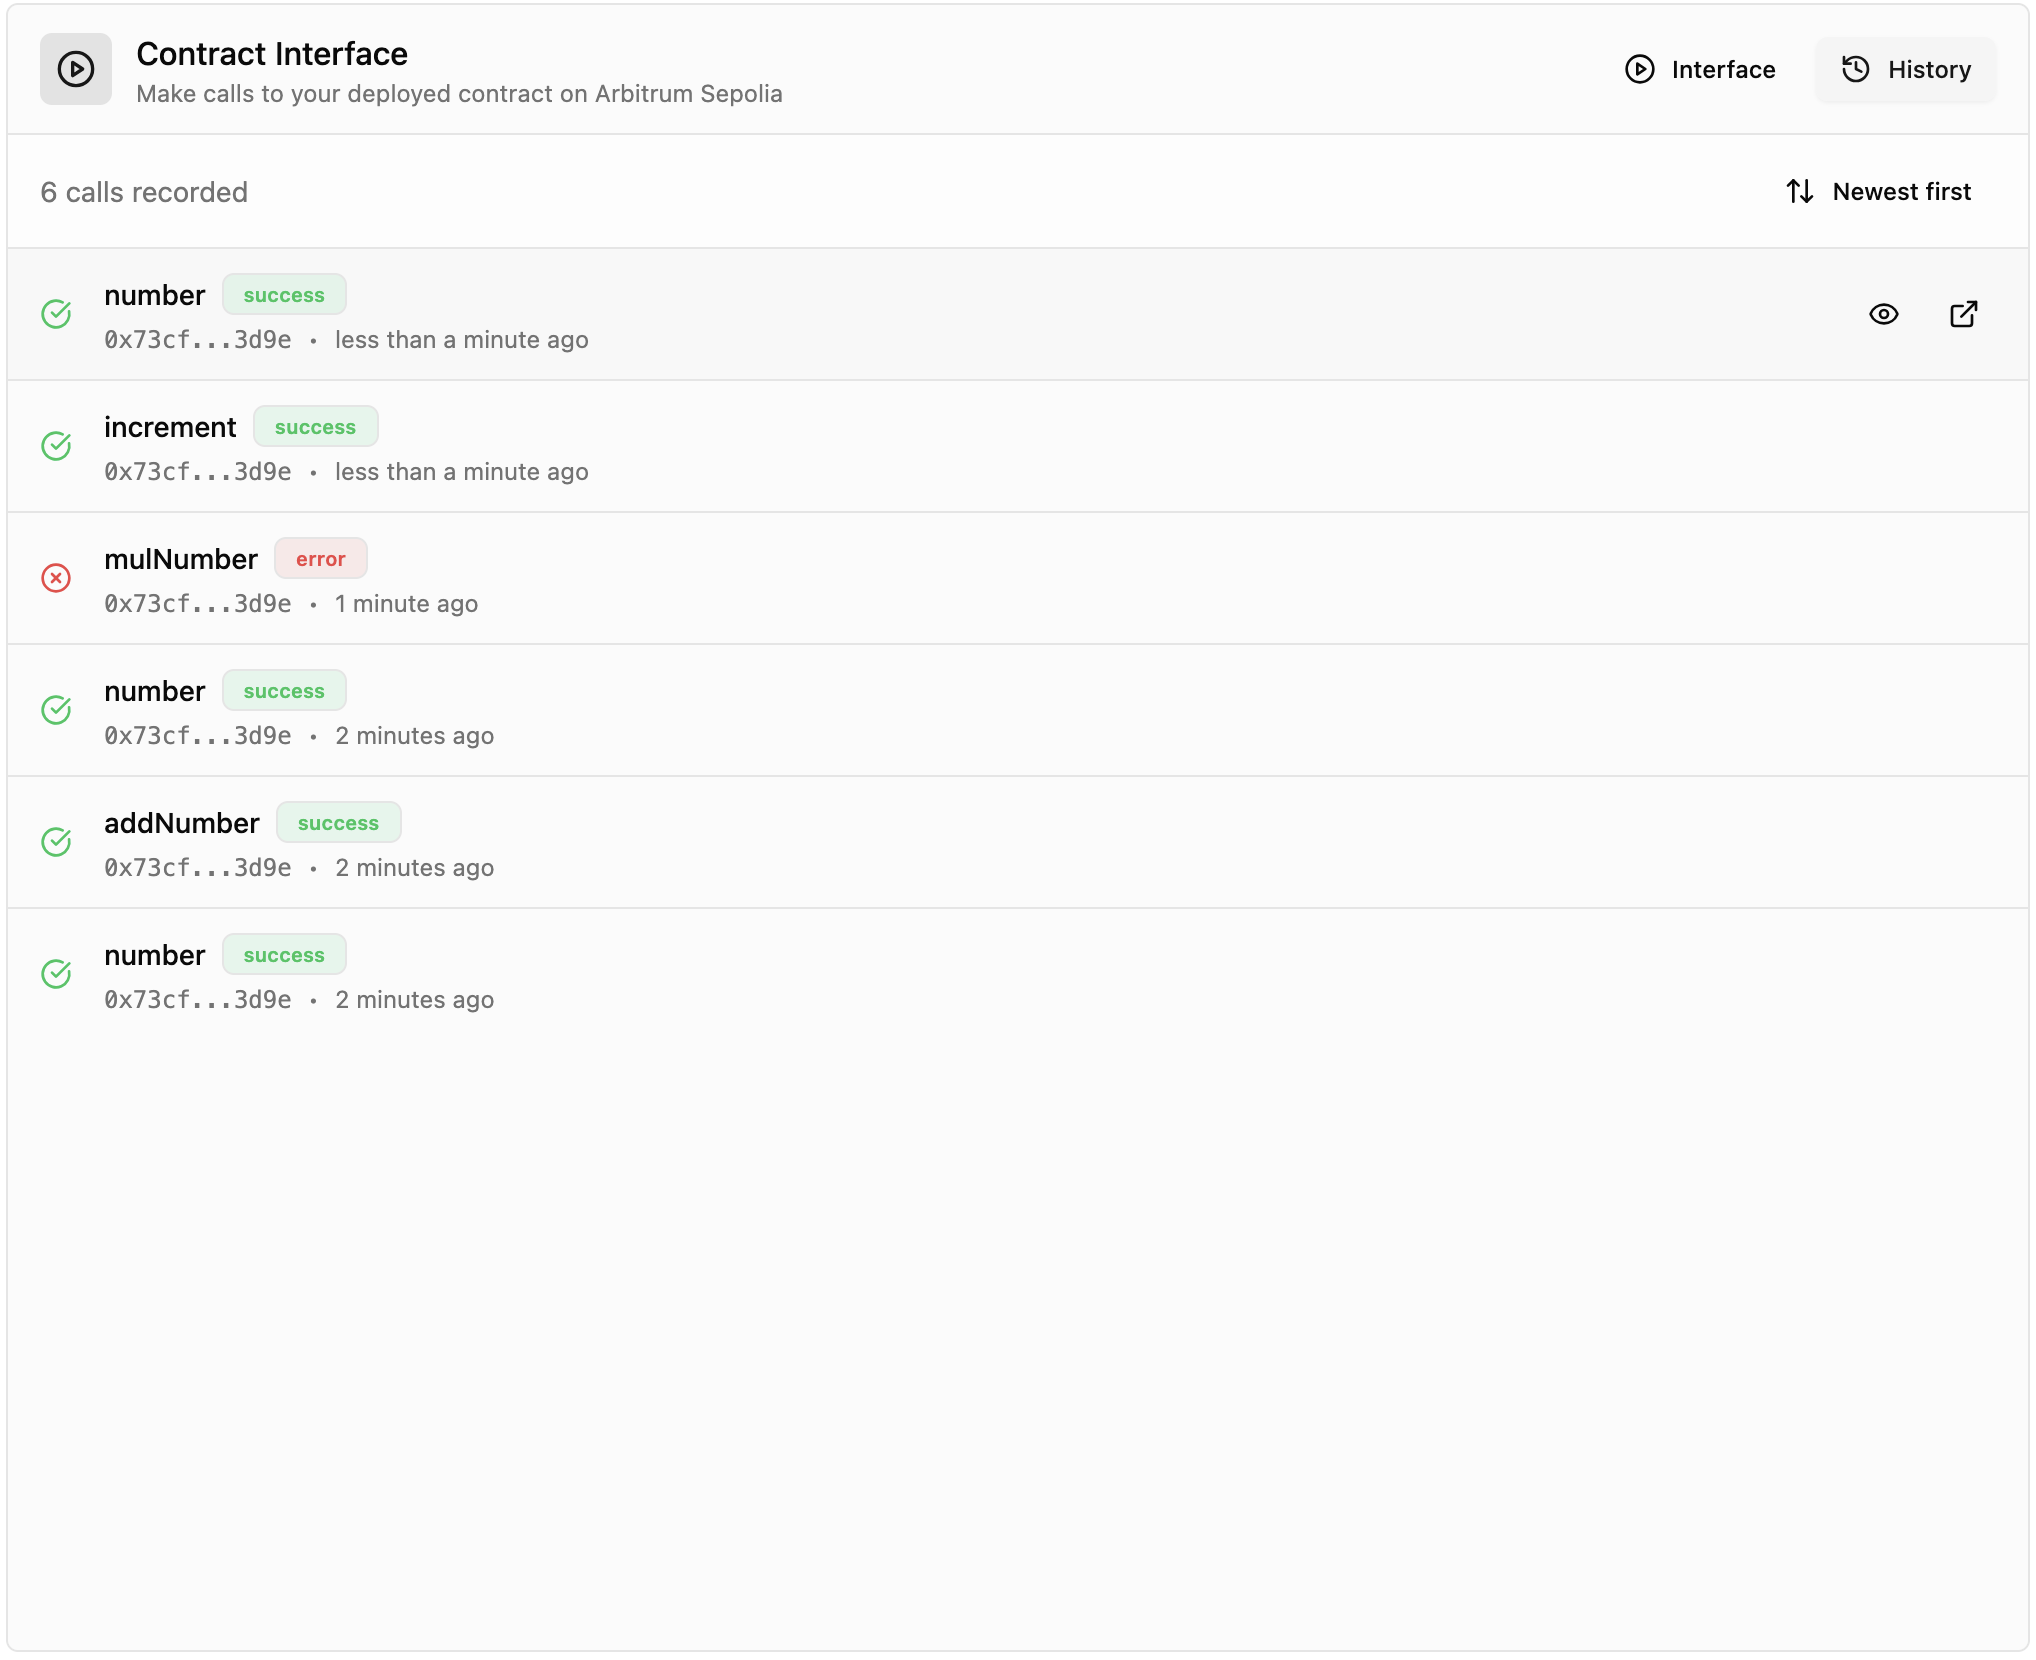 Contract Interface
Make calls to your deployed contract on Arbitrum Sepolia
Interface
History
6 calls recorded
Newest first
number success
0x73cf...3d9e • less than a minute ago
increment success
0x73cf...3d9e • less than a minute ago
mulNumber error
0x73cf...3d9e • 1 minute ago
number success
0x73cf...3d9e • 2 minutes ago
addNumber success
0x73cf...3d9e • 2 minutes ago
number success
0x73cf...3d9e • 2 minutes ago